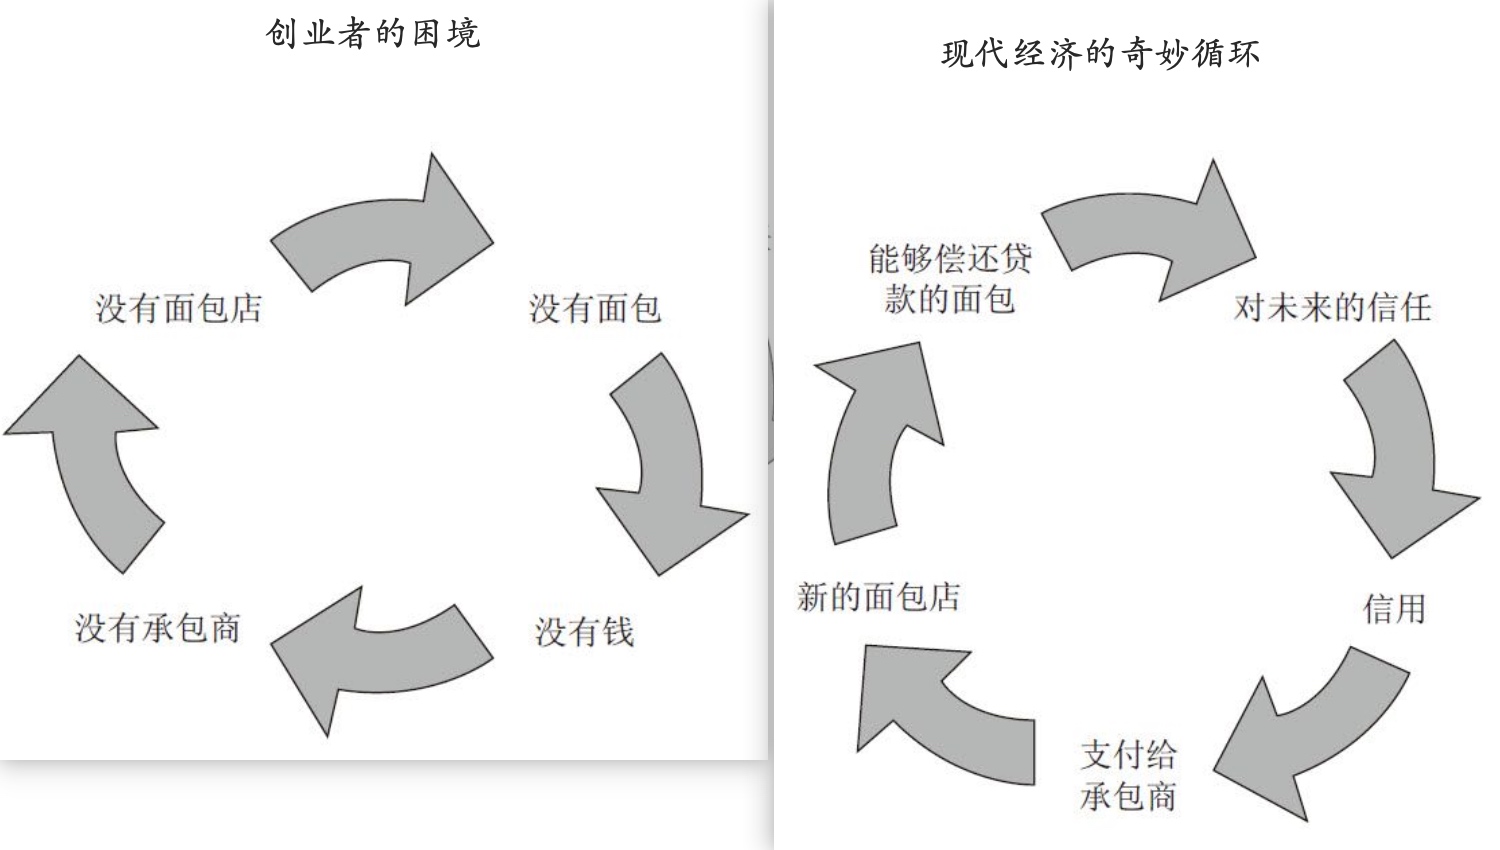 创业者的困境
没有面包店
没有面包
没有承包商
没有钱
现代经济的奇妙循环
能够偿还贷
款的面包
对未来的信任
新的面包店
信用
支付给
承包商